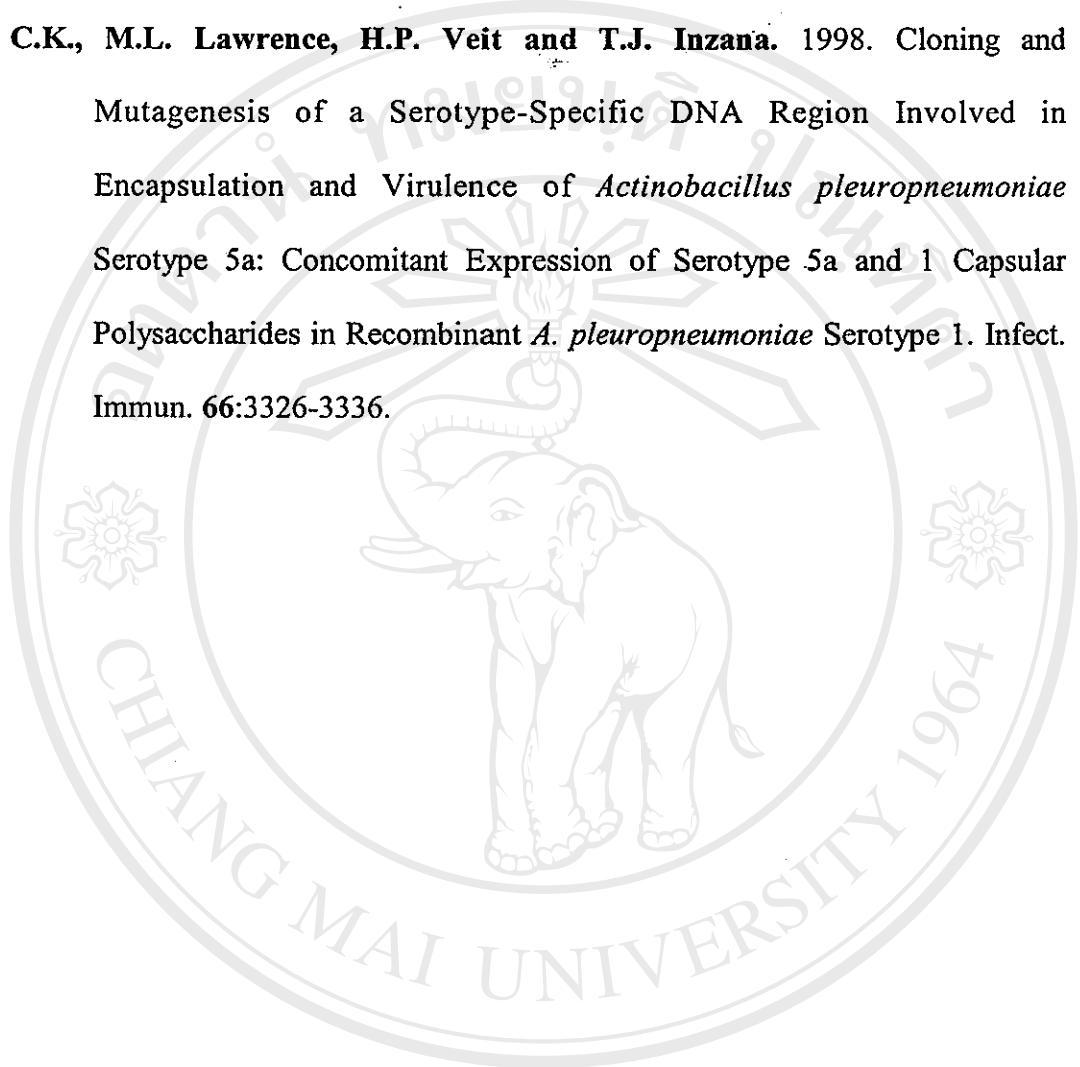 C.K., M.L. Lawrence, H.P. Veit and T.J. Inzana. 1998. Cloning and
Mutagenesis of a Serotype-Specific DNA Region Involved in
Encapsulation and Virulence of Actinobacillus pleuropneumoniae
Serotype 5a: Concomitant Expression of Serotype 5a and 1 Capsular
Polysaccharides in Recombinant A. pleuropneumoniae Serotype 1. Infect.
Immun. 66:3326-3336.
CHIANG MAI UNIVERSITY 1964